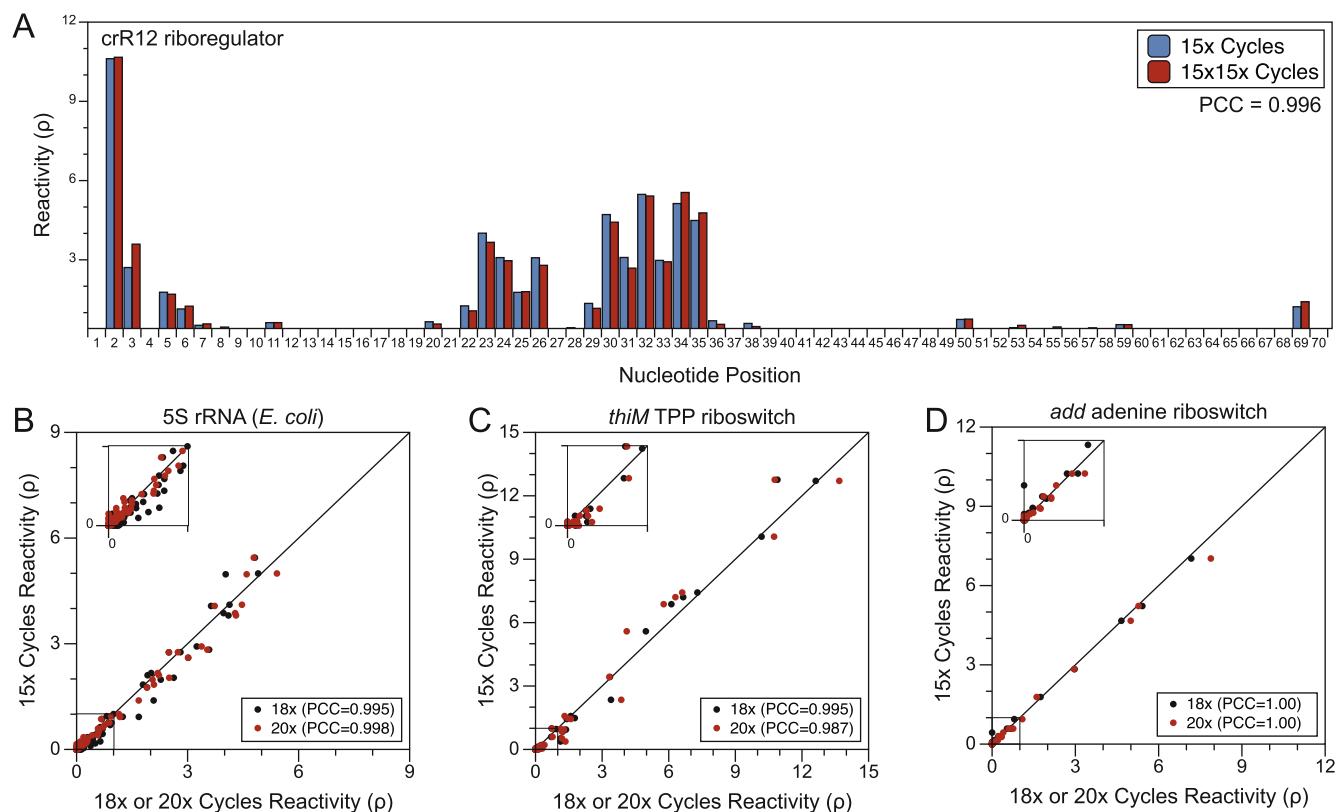 A
crR12 riboregulator
15x Cycles
15x15x Cycles
PCC = 0.996
Reactivity (ρ)
12
9
6
3
1 2 3 4 5 6 7 8 9 10 11 12 13 14 15 16 17 18 19 20 21 22 23 24 25 26 27 28 29 30 31 32 33 34 35 36 37 38 39 40 41 42 43 44 45 46 47 48 49 50 51 52 53 54 55 56 57 58 59 60 61 62 63 64 65 66 67 68 69 70
Nucleotide Position
B
5S rRNA (E. coli)
15x Cycles Reactivity (ρ)
9
6
3
0
0
0
18x (PCC=0.995)
20x (PCC=0.998)
0 3 6 9
18x or 20x Cycles Reactivity (ρ)
C
thiM TPP riboswitch
15x Cycles Reactivity (ρ)
15
12
9
6
3
0
0
0
18x (PCC=0.995)
20x (PCC=0.987)
0 3 6 9 12 15
18x or 20x Cycles Reactivity (ρ)
D
add adenine riboswitch
15x Cycles Reactivity (ρ)
12
9
6
3
0
0
0
18x (PCC=1.00)
20x (PCC=1.00)
0 3 6 9 12
18x or 20x Cycles Reactivity (ρ)